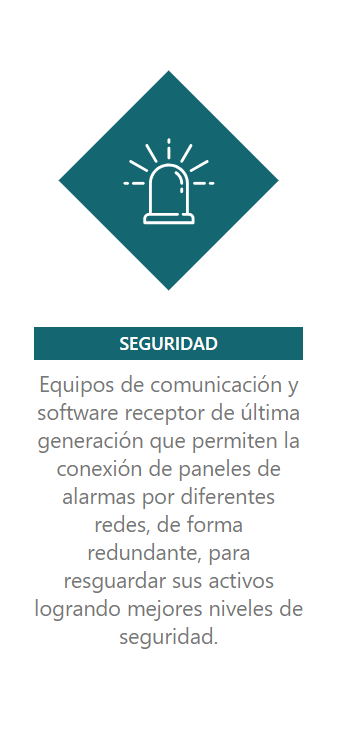 SEGURIDAD
Equipos de comunicación y
software receptor de última
generación que permiten la
conexión de paneles de
alarmas por diferentes
redes, de forma
redundante, para
resguardar sus activos
logrando mejores niveles de
seguridad.